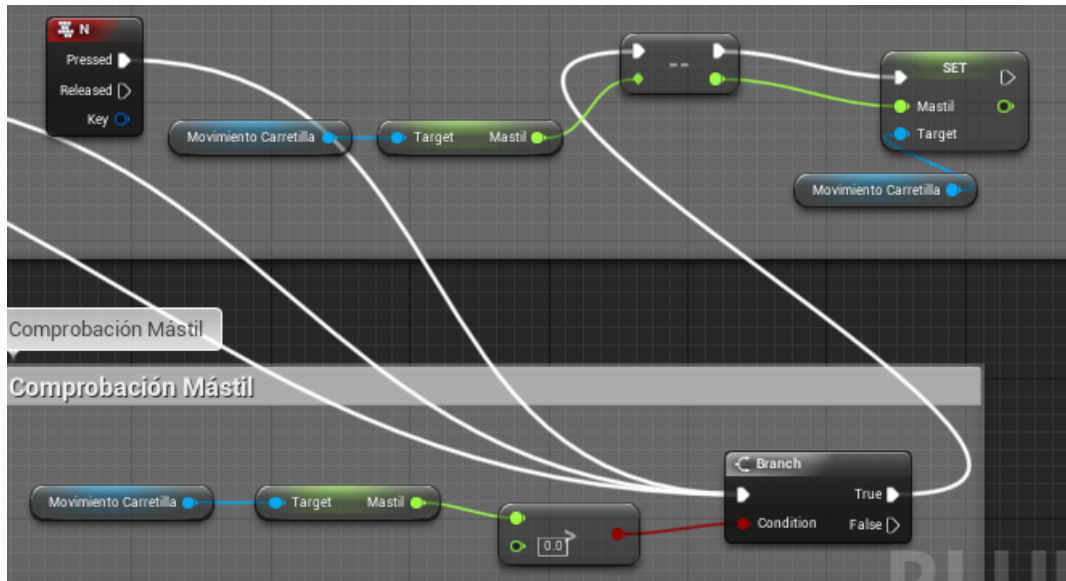 N
Pressed
Released
Key
Movimiento Carretilla
Target Mastil
--
SET
Mastil
Target
Movimiento Carretilla
Comprobación Mástil
Comprobación Mástil
Movimiento Carretilla
Target Mastil
0.0 >
Branch
True
Condition False